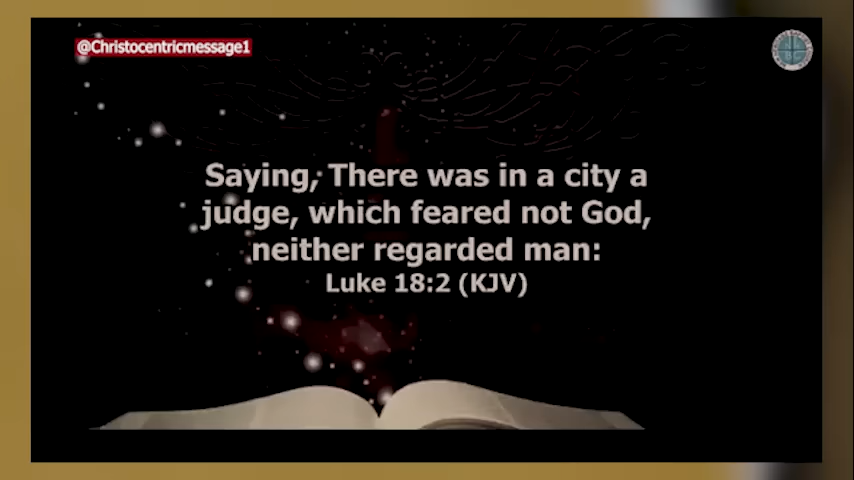 @Christocentricmessage1
Saying, There was in a city a
judge, which feared not God,
neither regarded man:
Luke 18:2 (KJV)